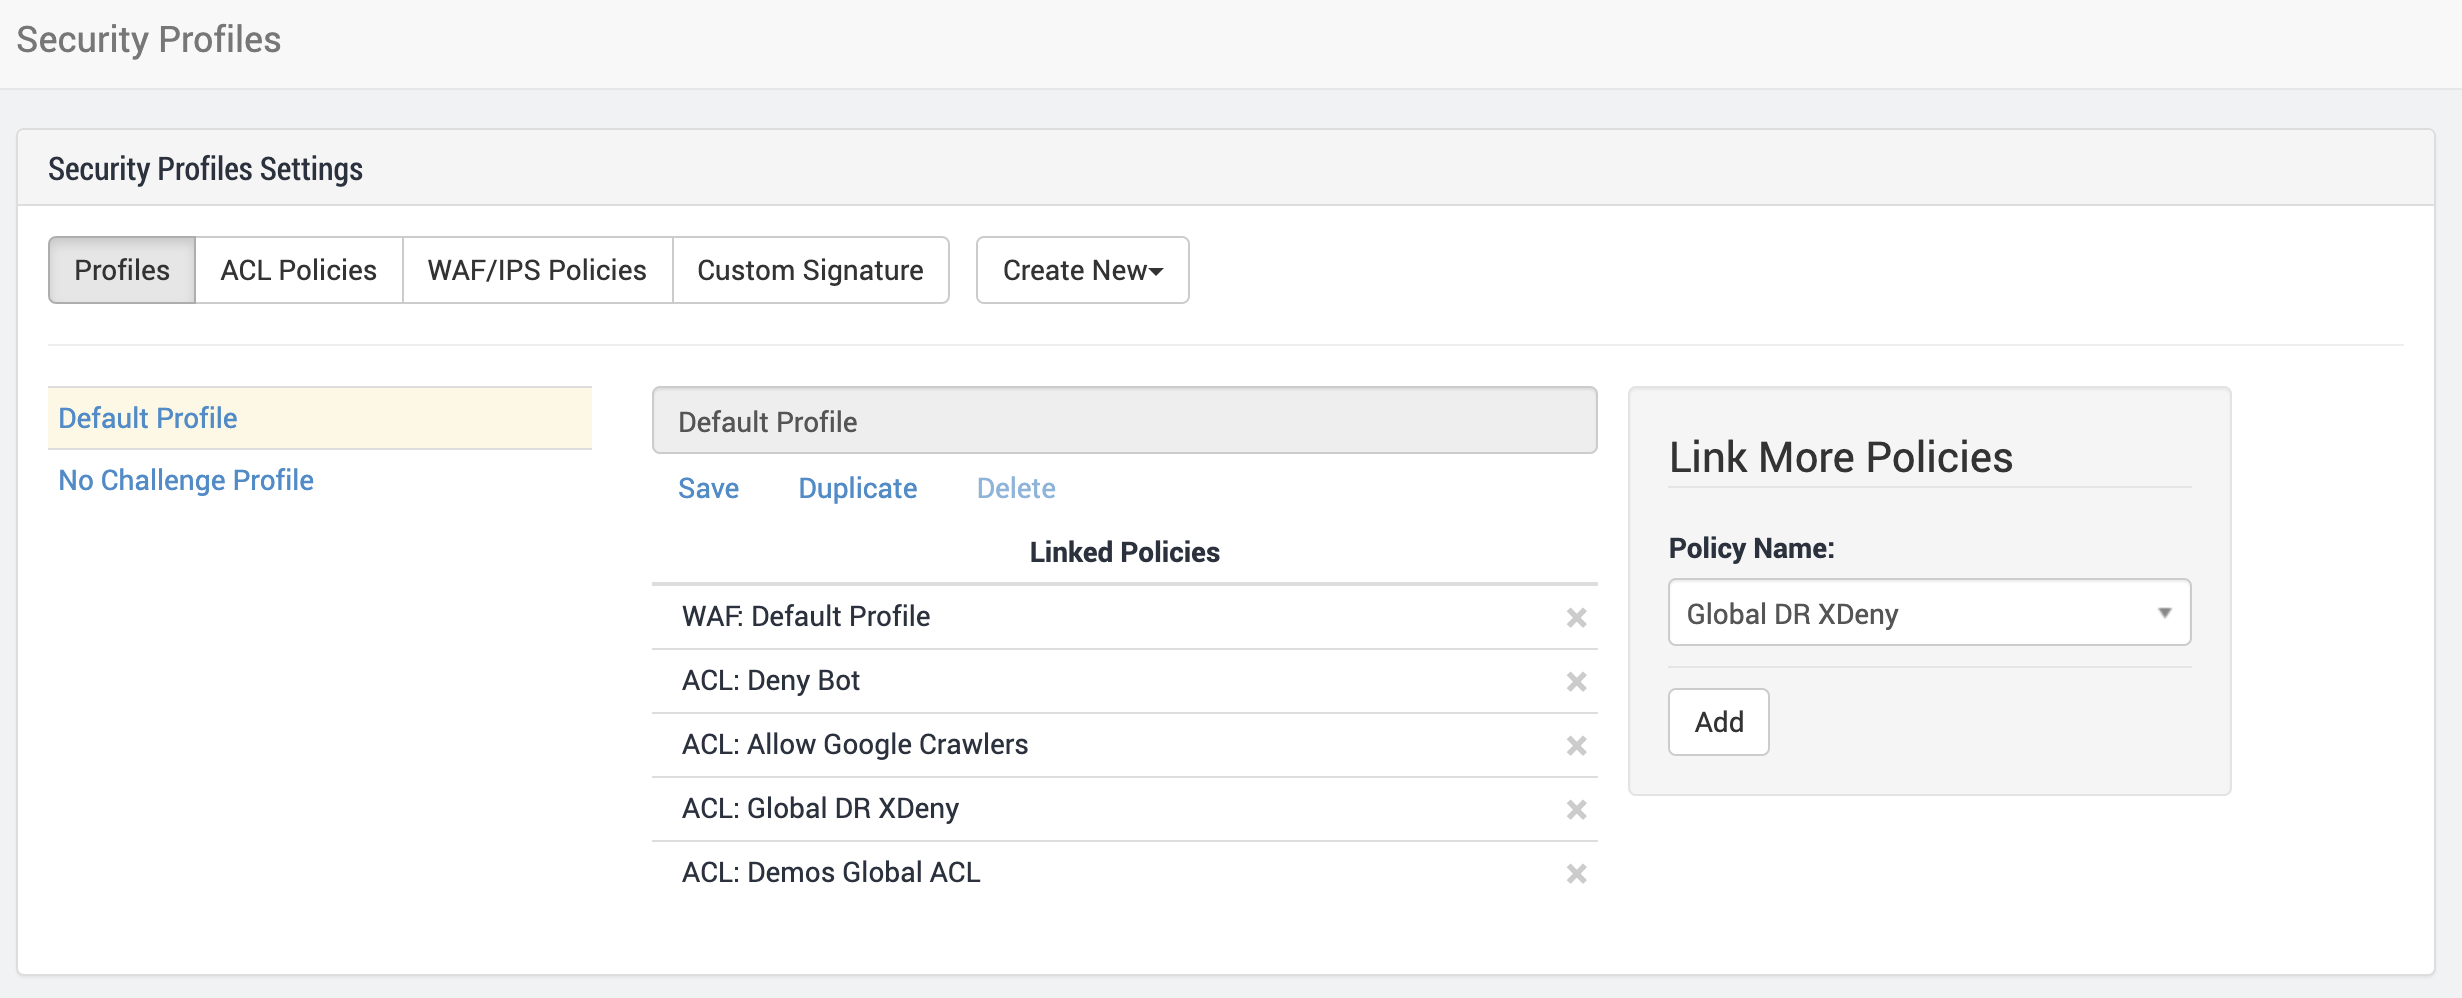 Security Profiles
Security Profiles Settings
Profiles
ACL Policies
WAF/IPS Policies
Custom Signature
Create New
Default Profile
No Challenge Profile
Default Profile
Save
Duplicate
Delete
Linked Policies
WAF: Default Profile
ACL: Deny Bot
ACL: Allow Google Crawlers
ACL: Global DR XDeny
ACL: Demos Global ACL
Link More Policies
Policy Name:
Global DR XDeny
Add